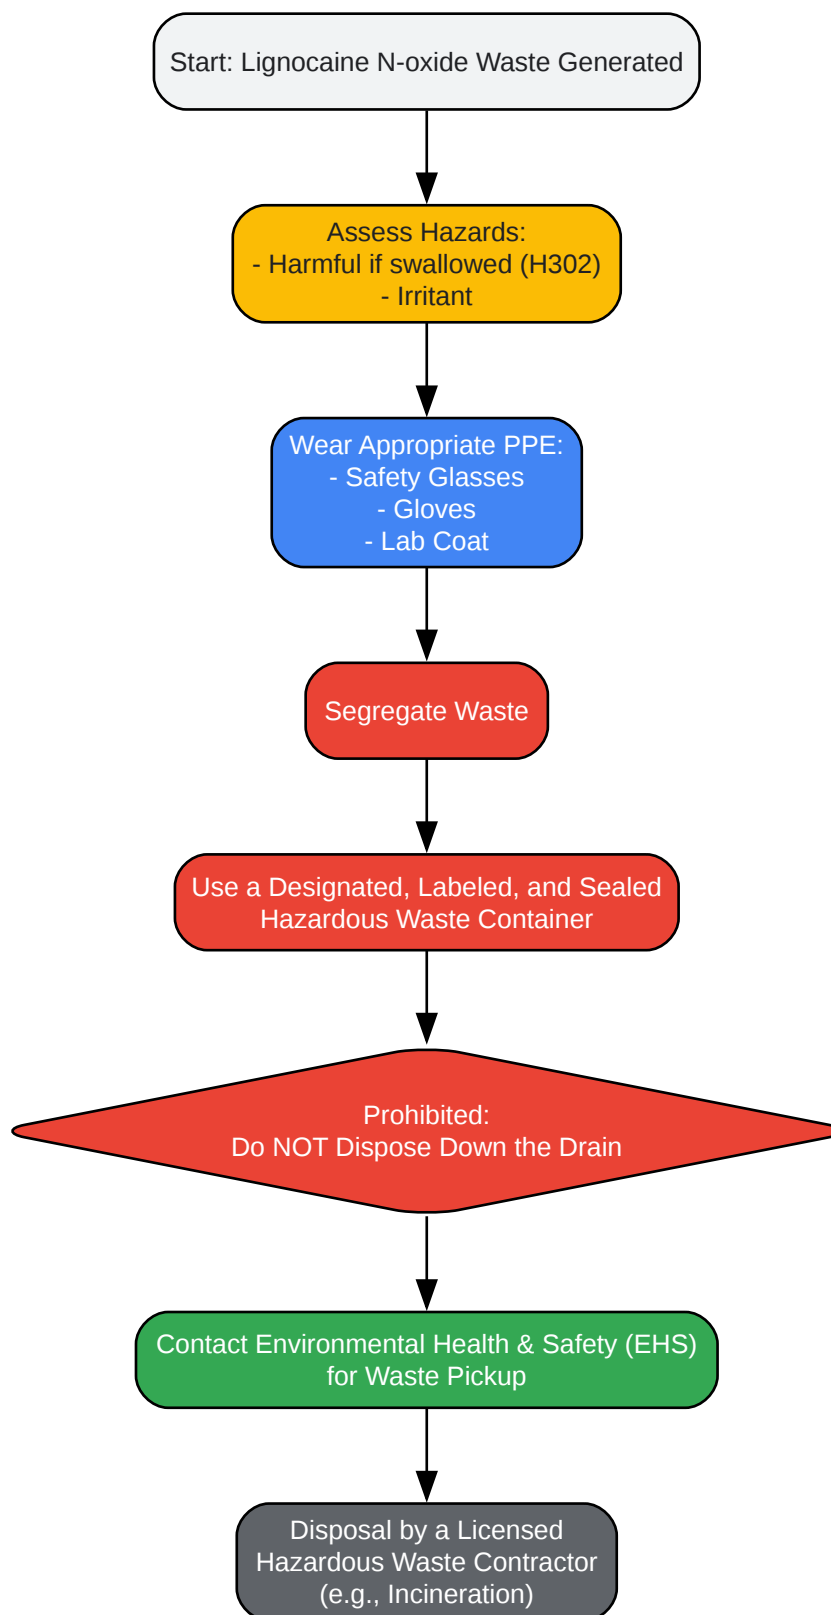 Start: Lignocaine N-oxide Waste Generated
Assess Hazards:
- Harmful if swallowed (H302)
- Irritant
Wear Appropriate PPE:
- Safety Glasses
- Gloves
- Lab Coat
Segregate Waste
Use a Designated, Labeled, and Sealed
Hazardous Waste Container
Prohibited:
Do NOT Dispose Down the Drain
Contact Environmental Health & Safety (EHS)
for Waste Pickup
Disposal by a Licensed
Hazardous Waste Contractor
(e.g., Incineration)